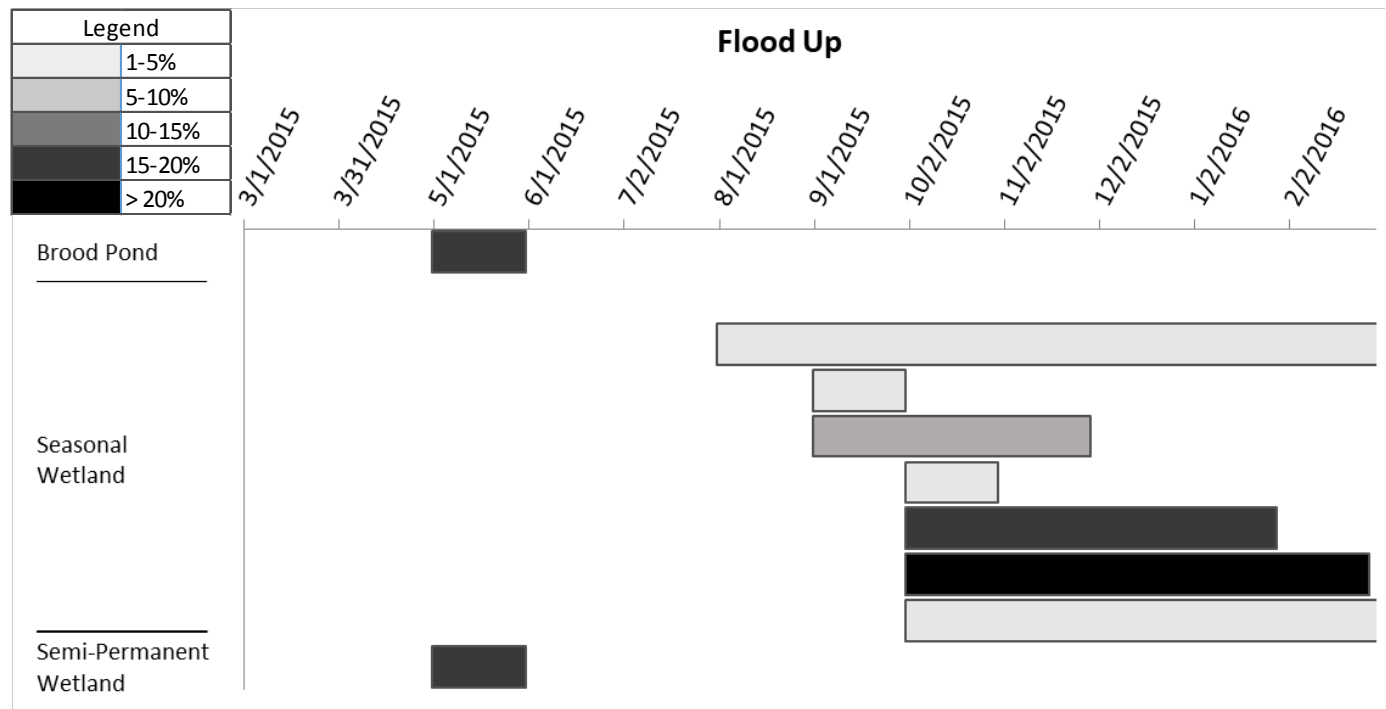 Legend
1-5%
5-10%
10-15%
15-20%
> 20%
Flood Up
3/1/2015
3/31/2015
5/1/2015
6/1/2015
7/2/2015
8/1/2015
9/1/2015
10/2/2015
11/2/2015
12/2/2015
1/2/2016
2/2/2016
Brood Pond
Seasonal
Wetland
Semi-Permanent
Wetland